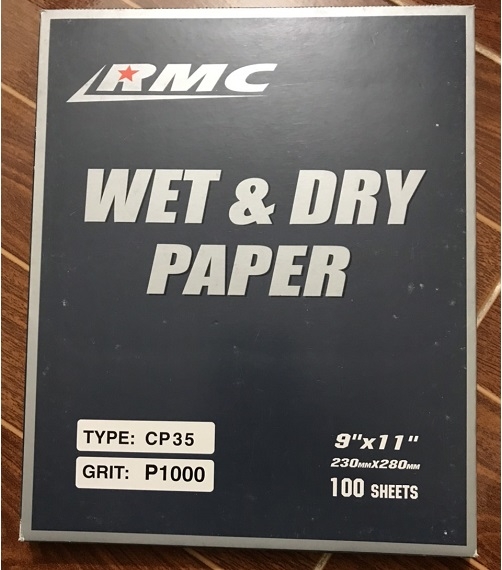 RMC
WET & DRY
PAPER
TYPE: CP35
GRIT: P1000
9"x11"
230MMX280MM
100 SHEETS